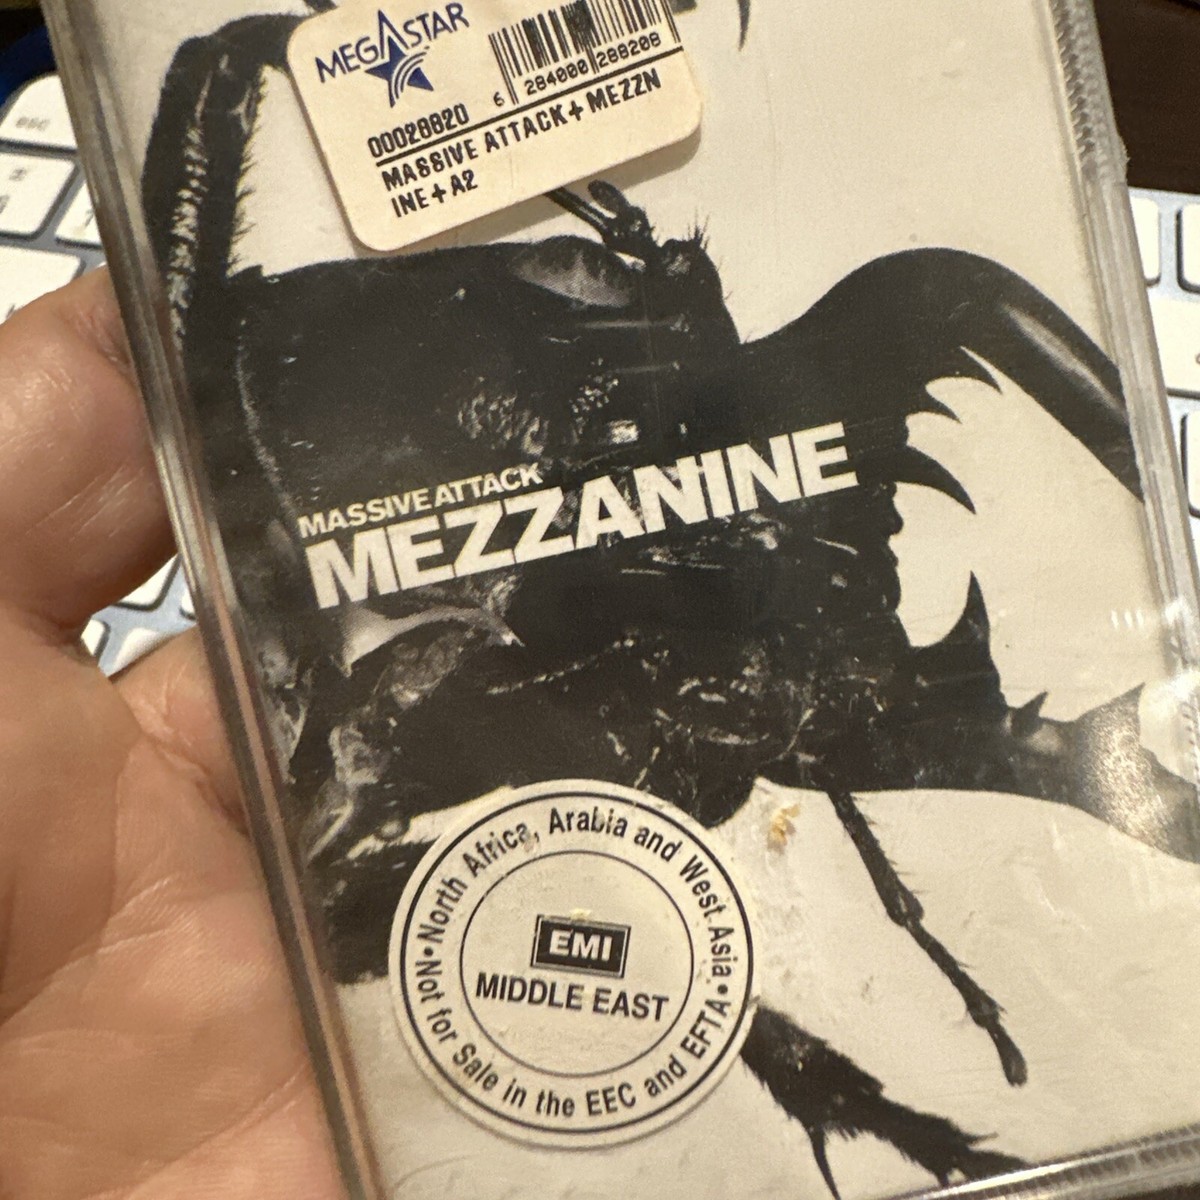 MEGASTAR
6 284000 288208
00028820
MASSIVE ATTACK+ MEZZN
INE+A2
MASSIVE ATTACK
MEZZANINE
•North Africa, Arabia and West.Asia•
EMI
MIDDLE EAST
Not for Sale in the EEC and EFTA
esc